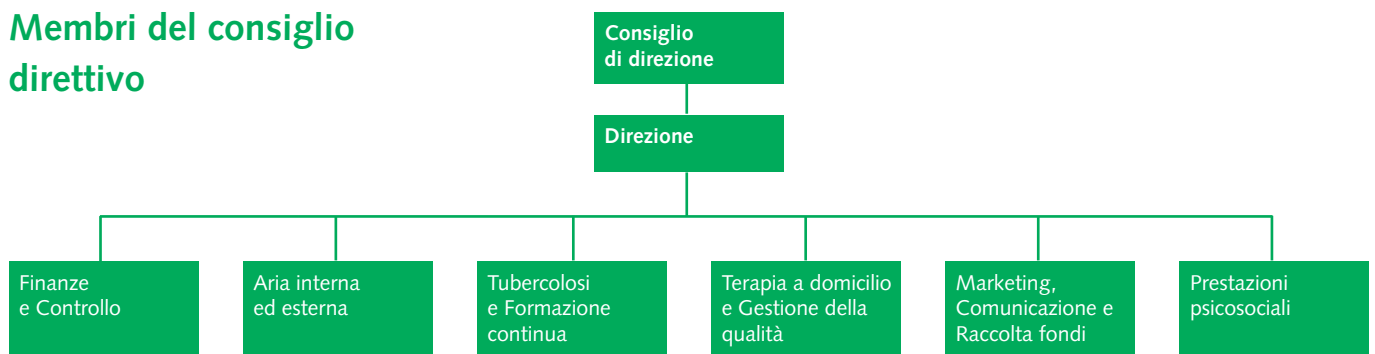 Membri del consiglio
direttivo
Consiglio
di direzione
Direzione
Finanze
e Controllo
Aria interna
ed esterna
Tubercolosi
e Formazione
continua
Terapia a domicilio
e Gestione della
qualità
Marketing,
Comunicazione e
Raccolta fondi
Prestazioni
psicosociali